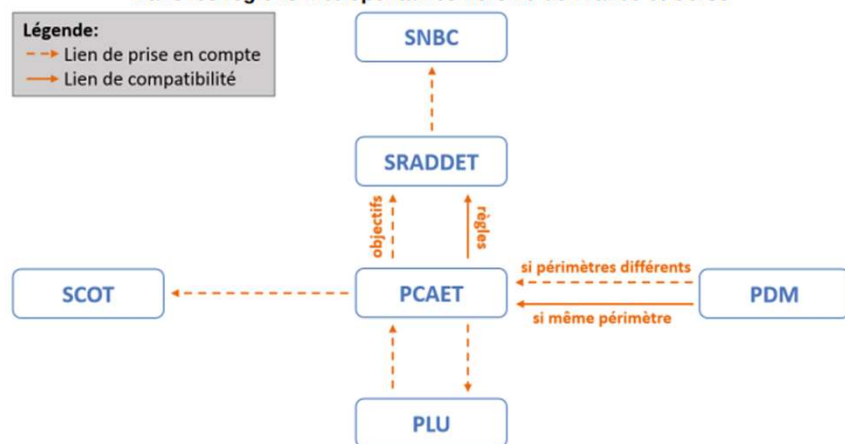 Légende:
Lien de prise en compte
Lien de compatibilité
SNBC
SRADDET
objectifs
règles
si périmètres différents
SCOT
PCAET
PDM
si même périmètre
PLU